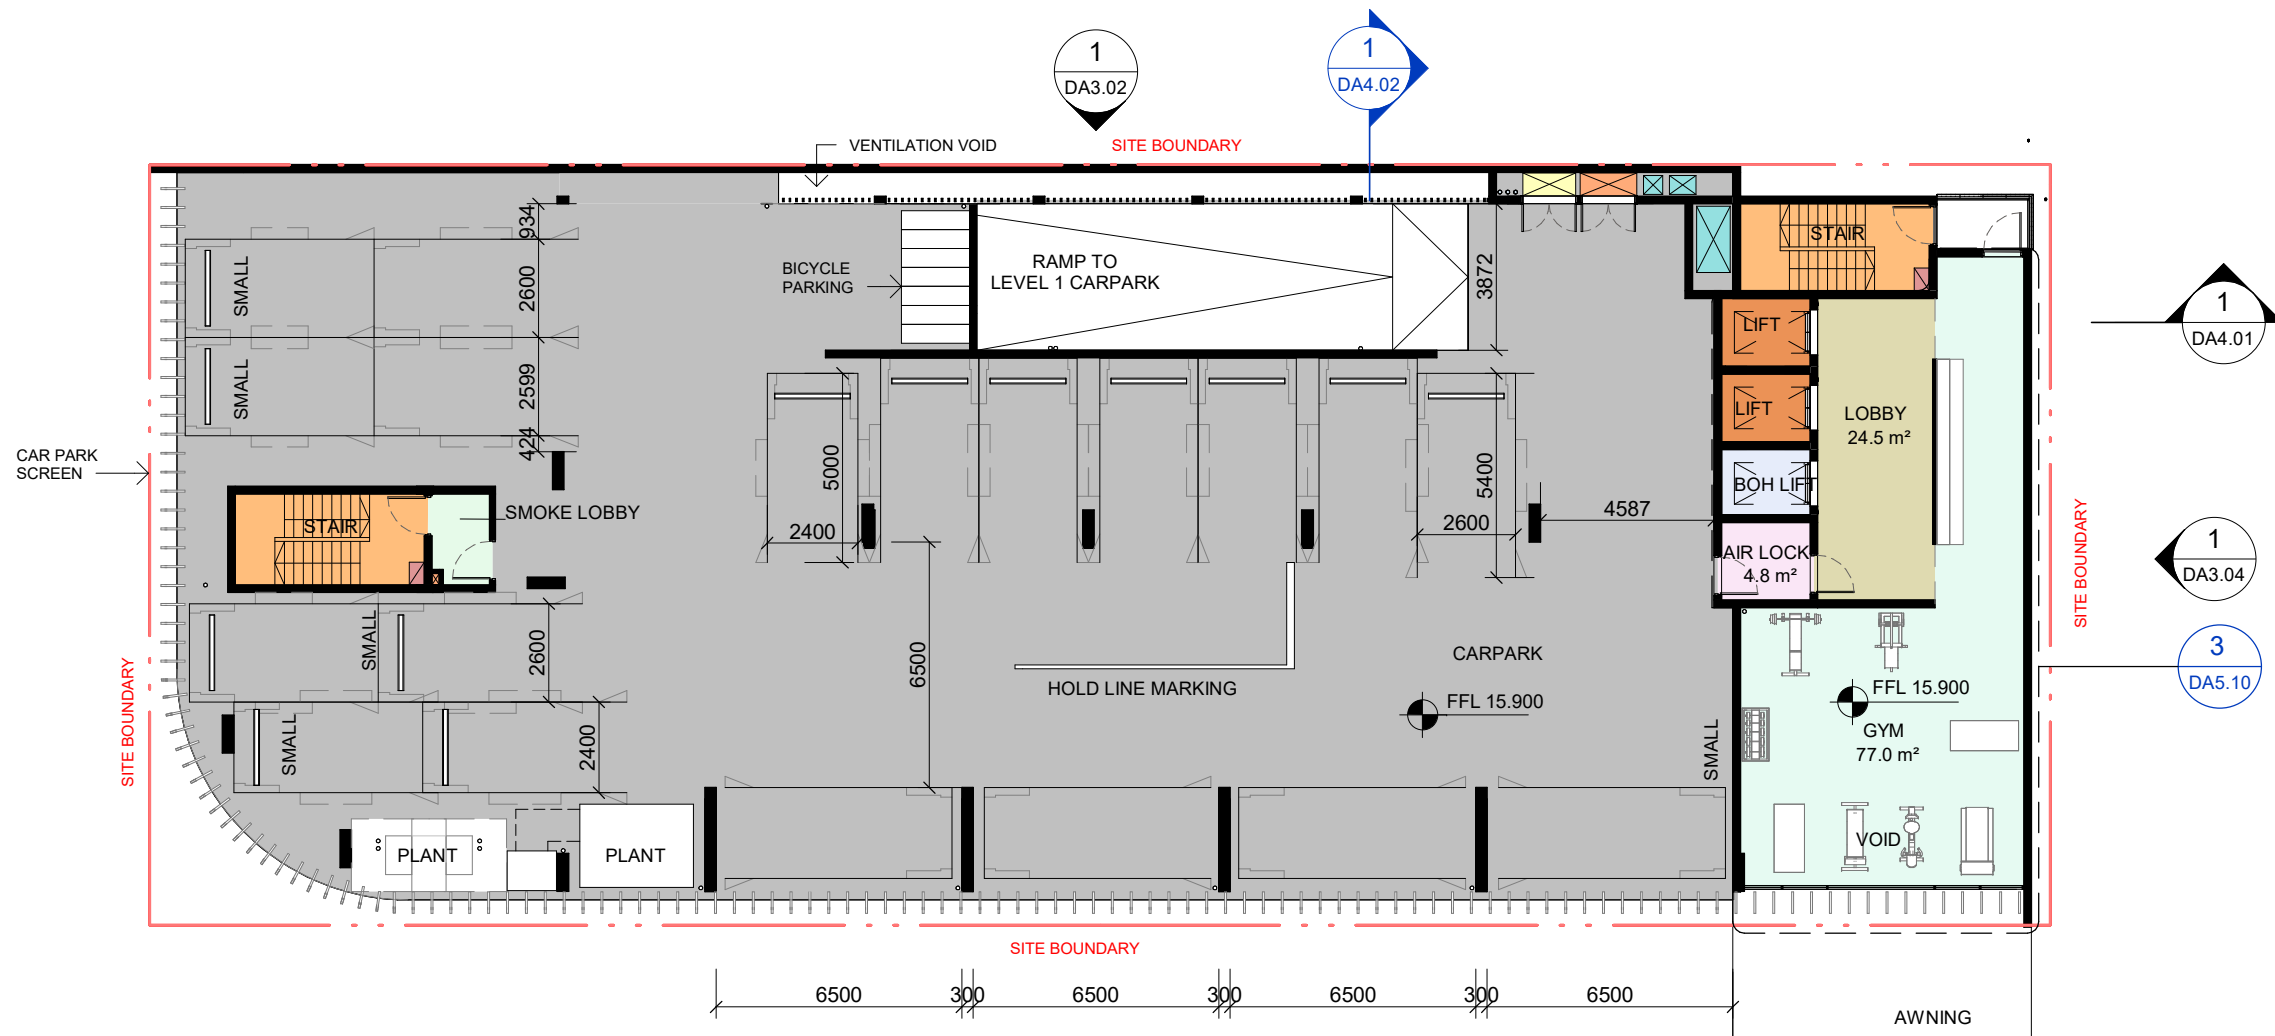 1
DA3.02
1
DA4.02
VENTILATION VOID
SITE BOUNDARY
934
SMALL
2600
BICYCLE
PARKING
RAMP TO
LEVEL 1 CARPARK
3872
STAIR
LIFT
1
DA4.01
SMALL
2599
424
LIFT
LOBBY
24.5 m²
CAR PARK
SCREEN
5000
5400
BOH LIFT
STAIR
SMOKE LOBBY
2400
2600
4587
AIR LOCK
4.8 m²
SITE BOUNDARY
1
DA3.04
SMALL
2600
6500
CARPARK
HOLD LINE MARKING
FFL 15.900
FFL 15.900
3
DA5.10
SITE BOUNDARY
SMALL
2400
SMALL
GYM
77.0 m²
PLANT
PLANT
VOID
SITE BOUNDARY
6500
300
6500
300
6500
300
6500
AWNING